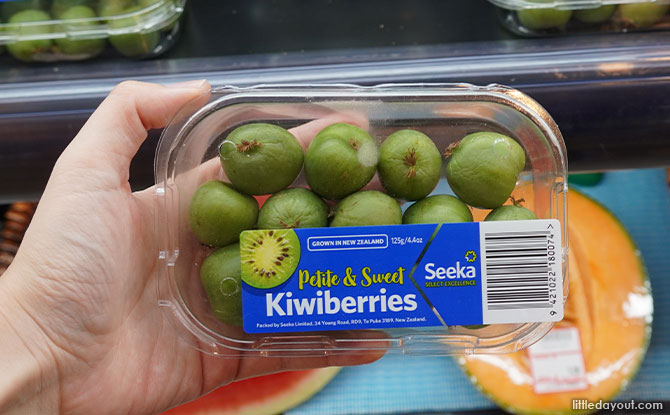 GROWN IN NEW ZEALAND 125g/4.4oz
Petite & Sweet
Kiwiberries
Seeka
SELECT EXCELLENCE
Packed by Seeka Limited, 34 Young Road, RD9, Te Puke 3189, New Zealand.
9 421022 180074 >
littledayout.com